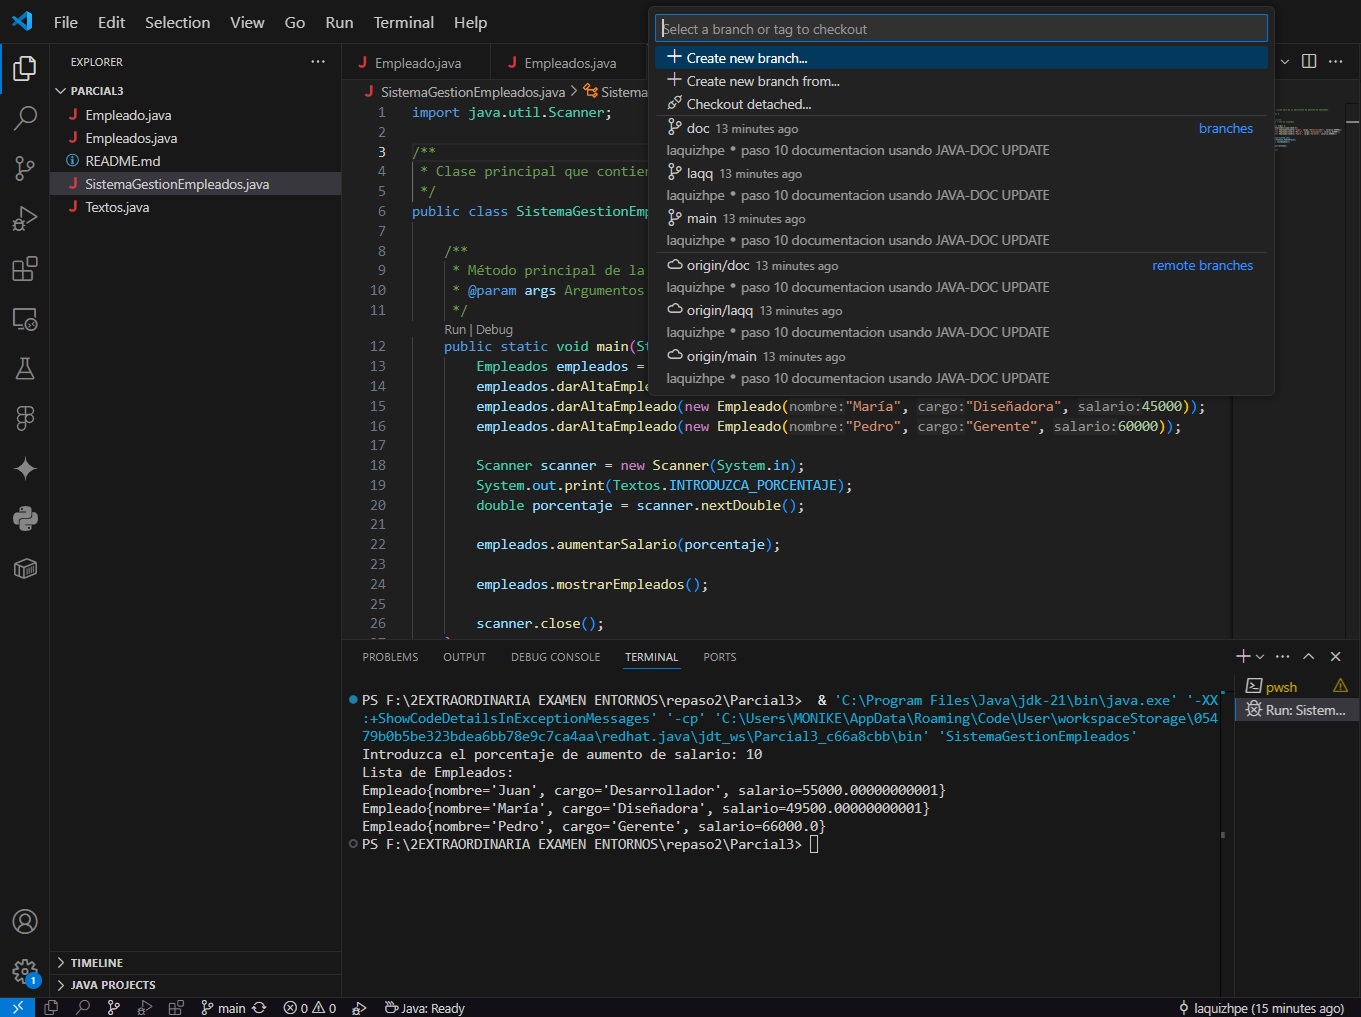 File Edit Selection View Go Run Terminal Help
Select a branch or tag to checkout
Create new branch...
Create new branch from...
Checkout detached...
doc 13 minutes ago branches
laquizhpe • paso 10 documentacion usando JAVA-DOC UPDATE
laqq 13 minutes ago
laquizhpe • paso 10 documentacion usando JAVA-DOC UPDATE
main 13 minutes ago
laquizhpe • paso 10 documentacion usando JAVA-DOC UPDATE
origin/doc 13 minutes ago remote branches
laquizhpe • paso 10 documentacion usando JAVA-DOC UPDATE
origin/laqq 13 minutes ago
laquizhpe • paso 10 documentacion usando JAVA-DOC UPDATE
origin/main 13 minutes ago
laquizhpe • paso 10 documentacion usando JAVA-DOC UPDATE
EXPLORER
PARCIAL3
J Empleado.java
J Empleados.java
README.md
J SistemaGestionEmpleados.java
J Textos.java
TIMELINE
JAVA PROJECTS
J Empleado.java J Empleados.java
J SistemaGestionEmpleados.java > Sistema
1 import java.util.Scanner;
2
3 /**
4 * Clase principal que contien
5 */
6 public class SistemaGestionEmp
7
8 /**
9 * Método principal de la
10 * @param args Argumentos
11 */
Run | Debug
12 public static void main(St
13 Empleados empleados =
14 empleados.darAltaEmple
15 empleados.darAltaEmpleado(new Empleado(nombre:"María", cargo:"Diseñadora", salario:45000));
16 empleados.darAltaEmpleado(new Empleado(nombre:"Pedro", cargo:"Gerente", salario:60000));
17
18 Scanner scanner = new Scanner(System.in);
19 System.out.print(Textos.INTRODUZCA_PORCENTAJE);
20 double porcentaje = scanner.nextDouble();
21
22 empleados.aumentarSalario(porcentaje);
23
24 empleados.mostrarEmpleados();
25
26 scanner.close();
PROBLEMS OUTPUT DEBUG CONSOLE TERMINAL PORTS
PS F:\2EXTRAORDINARIA EXAMEN ENTORNOS\repaso2\Parcial3> & 'C:\Program Files\Java\jdk-21\bin\java.exe' '-XX
:+ShowCodeDetailsInExceptionMessages' '-cp' 'C:\Users\MONIKE\AppData\Roaming\Code\User\workspaceStorage\054
79b0b5be323bdea6bb78e9c7ca4aa\redhat.java\jdt_ws\Parcial3_c66a8cbb\bin' 'SistemaGestionEmpleados'
Introduzca el porcentaje de aumento de salario: 10
Lista de Empleados:
Empleado{nombre='Juan', cargo='Desarrollador', salario=55000.00000000001}
Empleado{nombre='María', cargo='Diseñadora', salario=49500.00000000001}
Empleado{nombre='Pedro', cargo='Gerente', salario=66000.0}
PS F:\2EXTRAORDINARIA EXAMEN ENTORNOS\repaso2\Parcial3>
pwsh
Run: Sistem...
1
main 0 0 Java: Ready laquizhpe (15 minutes ago)